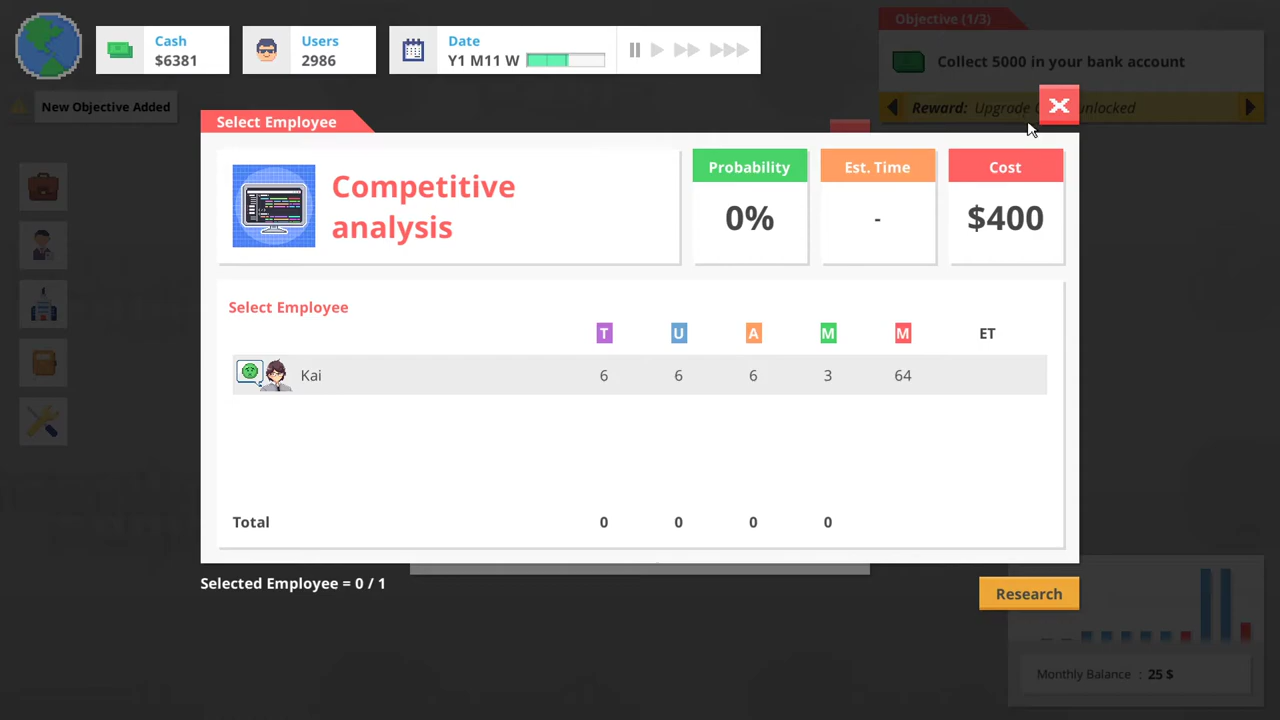 Cash
$6381
Users
2986
Date
Y1 M11 W
Objective (1/3)
Collect 5000 in your bank account
Reward: Upgrade unlocked
New Objective Added
Select Employee
Competitive
analysis
Probability
0%
Est. Time
-
Cost
$400
Select Employee
T U A M M ET
Kai 6 6 6 3 64
Total 0 0 0 0
Selected Employee = 0 / 1
Research
Monthly Balance : 25 $